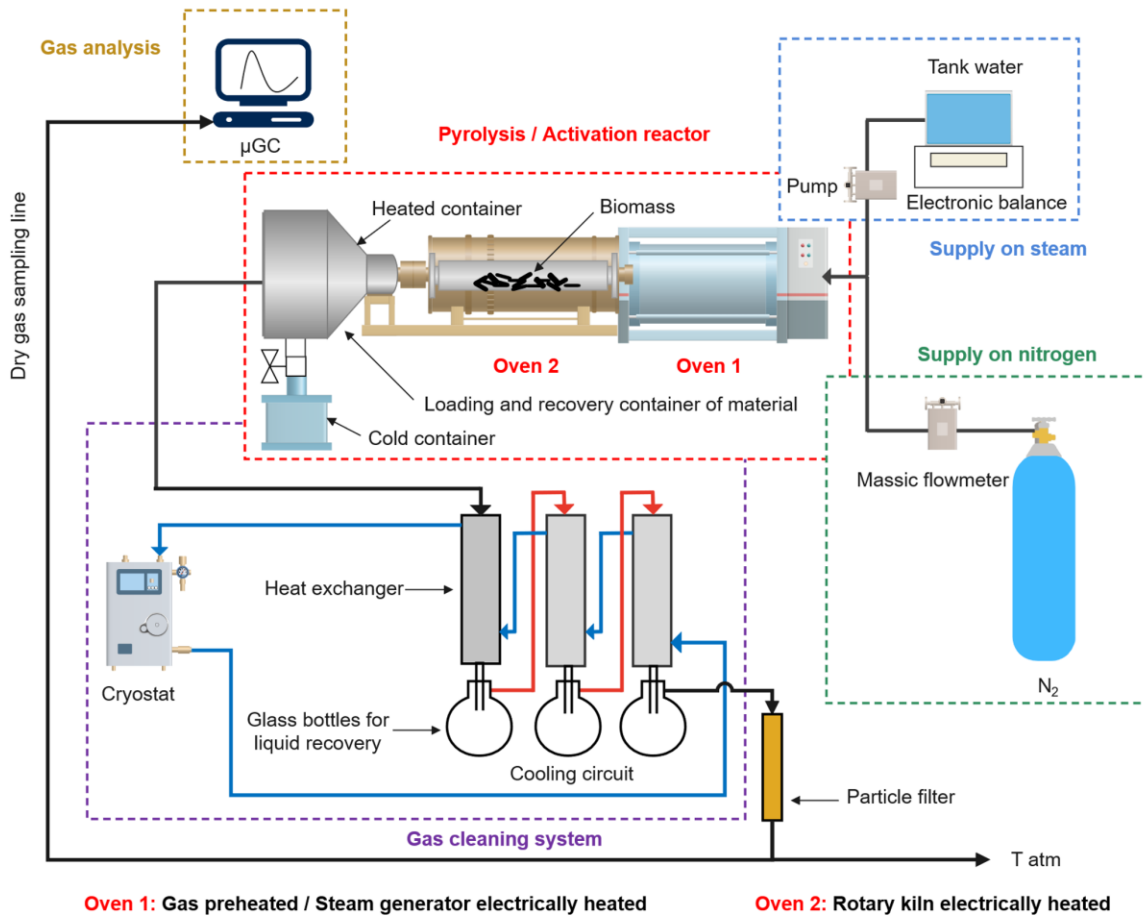 Gas analysis
µGC
Dry gas sampling line
Pyrolysis / Activation reactor
Heated container
Biomass
Tank water
Pump
Electronic balance
Supply on steam
Oven 2
Oven 1
Loading and recovery container of material
Cold container
Supply on nitrogen
Massic flowmeter
N₂
Heat exchanger
Cryostat
Glass bottles for
liquid recovery
Cooling circuit
Particle filter
Gas cleaning system
T atm
Oven 1: Gas preheated / Steam generator electrically heated
Oven 2: Rotary kiln electrically heated